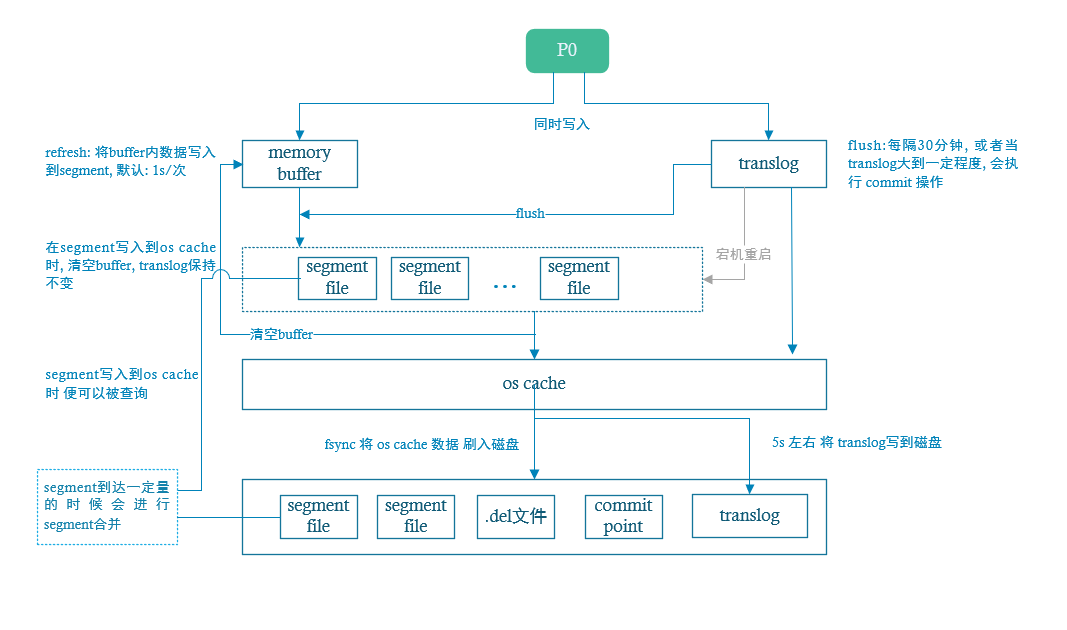 P0
同时写入
refresh: 将buffer内数据写入
到segment, 默认: 1s/次
memory
buffer
translog
flush:每隔30分钟, 或者当
translog大到一定程度, 会执
行 commit 操作
flush
在segment写入到os cache
时, 清空buffer, translog保持
不变
宕机重启
segment
file
segment
file
...
segment
file
清空buffer
segment写入到os cache
时 便可以被查询
os cache
fsync 将 os cache 数据 刷入磁盘
5s 左右 将 translog写到磁盘
segment到达一定量
的时候会进行
segment合并
segment
file
segment
file
.del文件
commit
point
translog